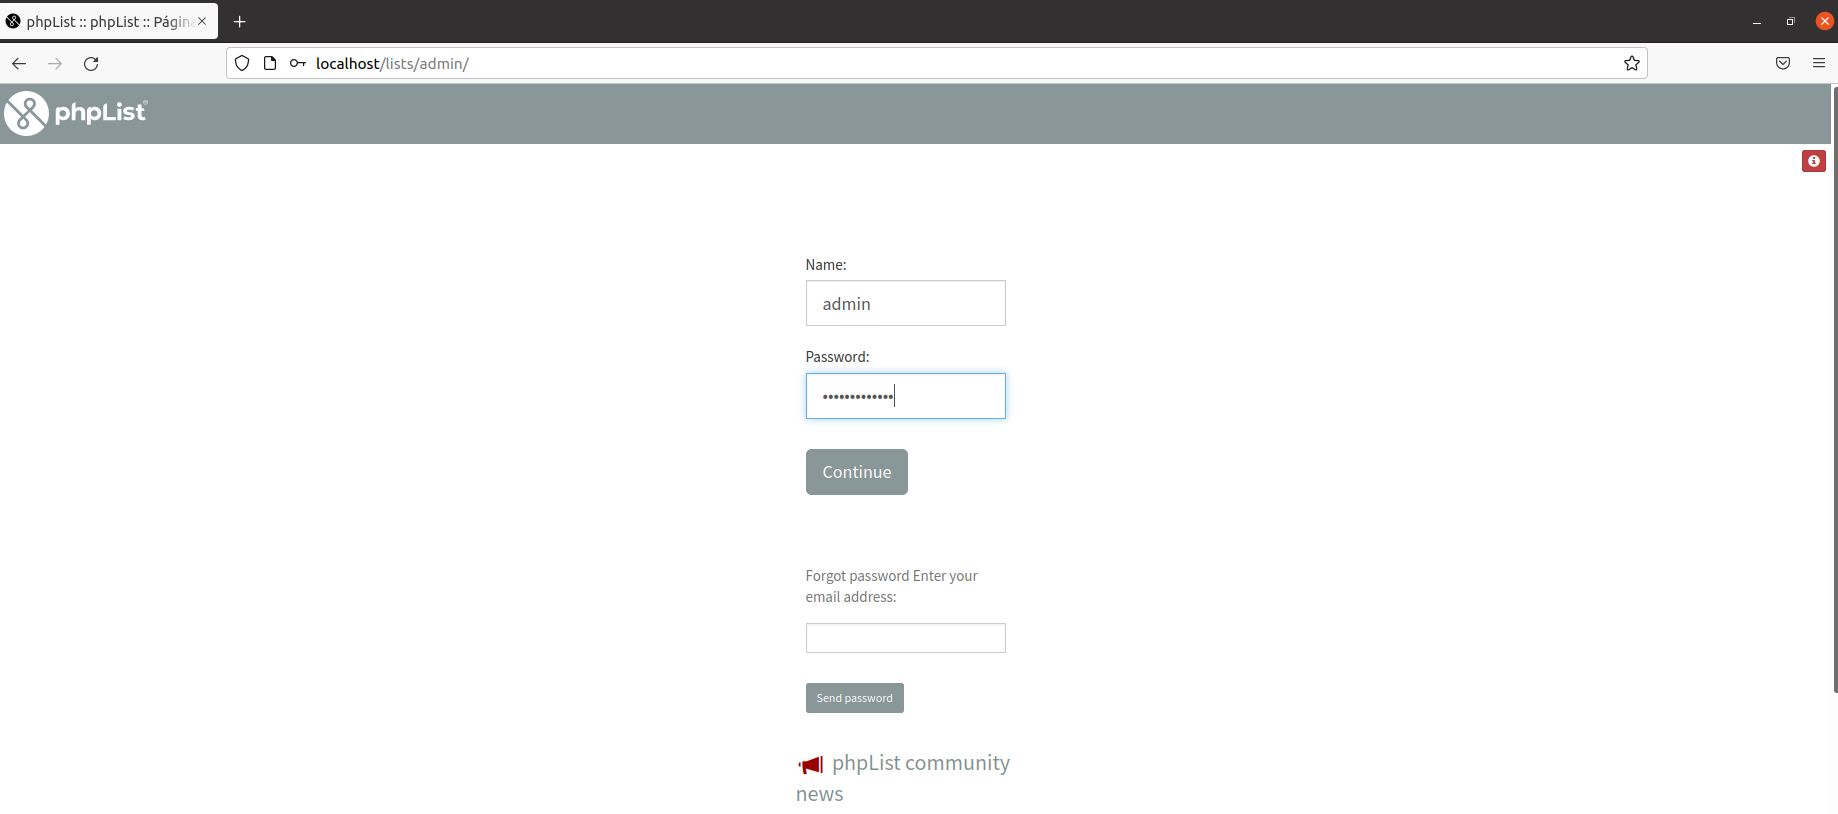 phpList :: phpList :: Página
localhost/lists/admin/
phpList®
Name:
admin
Password:
•••••••••••••
Continue
Forgot password Enter your
email address:
Send password
phpList community
news